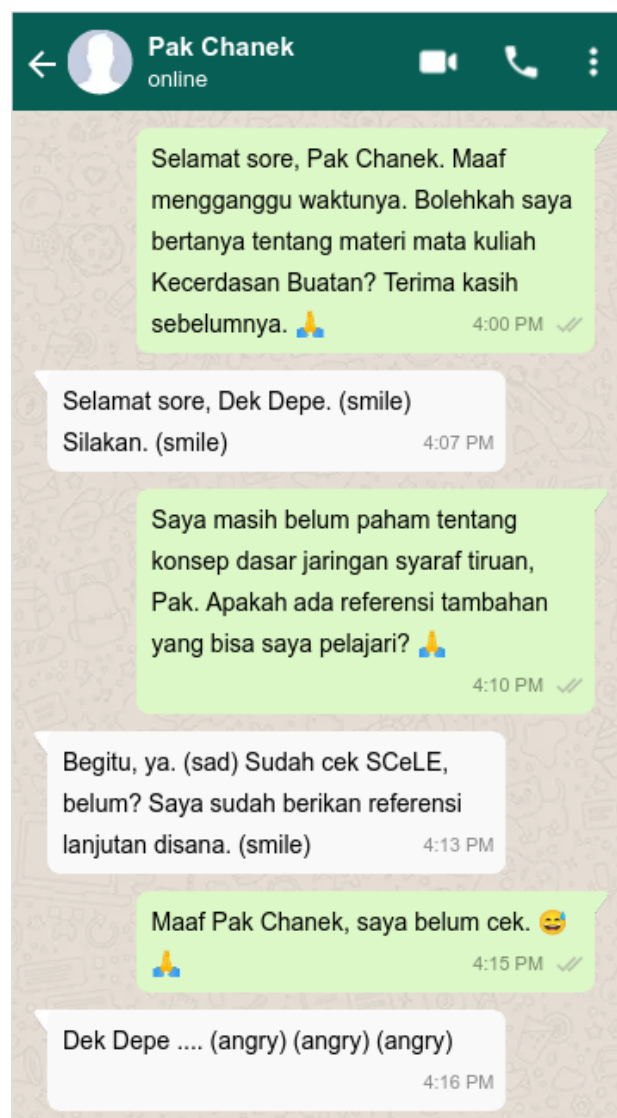 Pak Chanek
online
Selamat sore, Pak Chanek. Maaf
mengganggu waktunya. Bolehkah saya
bertanya tentang materi mata kuliah
Kecerdasan Buatan? Terima kasih
sebelumnya. 🙏 4:00 PM
Selamat sore, Dek Depe. (smile)
Silakan. (smile) 4:07 PM
Saya masih belum paham tentang
konsep dasar jaringan syaraf tiruan,
Pak. Apakah ada referensi tambahan
yang bisa saya pelajari? 🙏
4:10 PM
Begitu, ya. (sad) Sudah cek SCeLE,
belum? Saya sudah berikan referensi
lanjutan disana. (smile) 4:13 PM
Maaf Pak Chanek, saya belum cek. 😅
🙏 4:15 PM
Dek Depe .... (angry) (angry) (angry)
4:16 PM